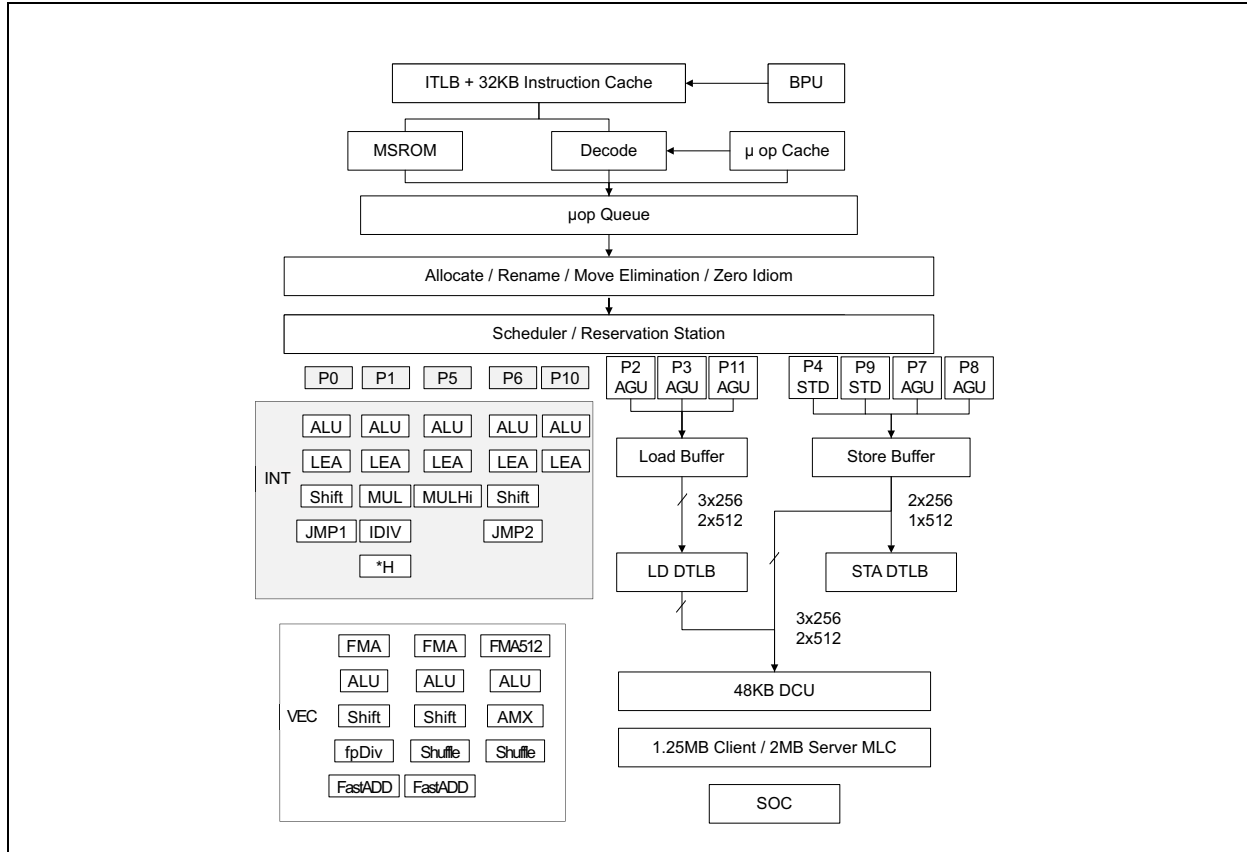 ITLB + 32KB Instruction Cache
BPU
MSROM
Decode
µ op Cache
µop Queue
Allocate / Rename / Move Elimination / Zero Idiom
Scheduler / Reservation Station
P0
P1
P5
P6
P10
P2
AGU
P3
AGU
P11
AGU
P4
STD
P9
STD
P7
AGU
P8
AGU
INT
ALU
ALU
ALU
ALU
ALU
LEA
LEA
LEA
LEA
LEA
Shift
MUL
MULHi
Shift
JMP1
IDIV
JMP2
*H
Load Buffer
Store Buffer
3x256
2x512
2x256
1x512
LD DTLB
STA DTLB
3x256
2x512
VEC
FMA
FMA
FMA512
ALU
ALU
ALU
Shift
Shift
AMX
fpDiv
Shuffle
Shuffle
FastADD
FastADD
48KB DCU
1.25MB Client / 2MB Server MLC
SOC